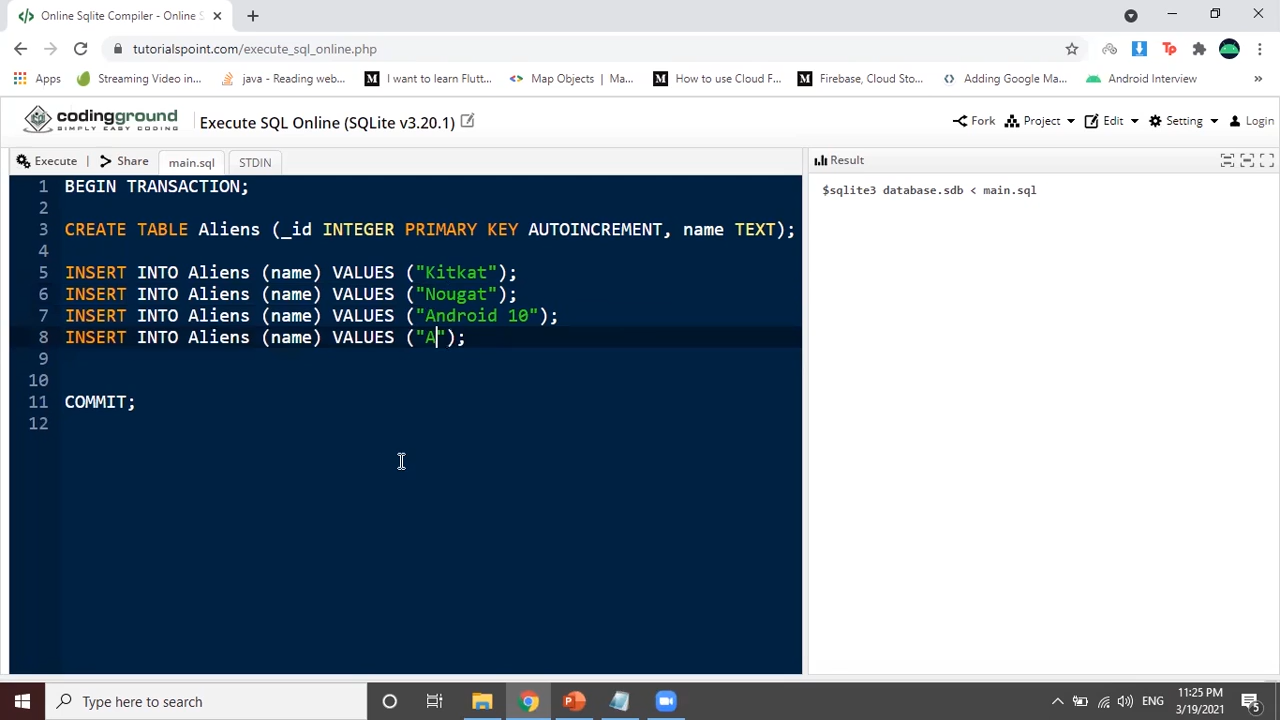 Online Sqlite Compiler - Online S
tutorialspoint.com/execute_sql_online.php
Apps Streaming Video in... java - Reading web... I want to learn Flutt... Map Objects | Ma... How to use Cloud F... Firebase, Cloud Sto... Adding Google Ma... Android Interview »
codingground
SIMPLY EASY CODING
Execute SQL Online (SQLite v3.20.1)
Fork Project Edit Setting Login
Execute | Share main.sql STDIN
Result
$sqlite3 database.sdb < main.sql
1 BEGIN TRANSACTION;
2
3 CREATE TABLE Aliens (_id INTEGER PRIMARY KEY AUTOINCREMENT, name TEXT);
4
5 INSERT INTO Aliens (name) VALUES ("Kitkat");
6 INSERT INTO Aliens (name) VALUES ("Nougat");
7 INSERT INTO Aliens (name) VALUES ("Android 10");
8 INSERT INTO Aliens (name) VALUES ("A");
9
10
11 COMMIT;
12
Type here to search
ENG
11:25 PM
3/19/2021
5